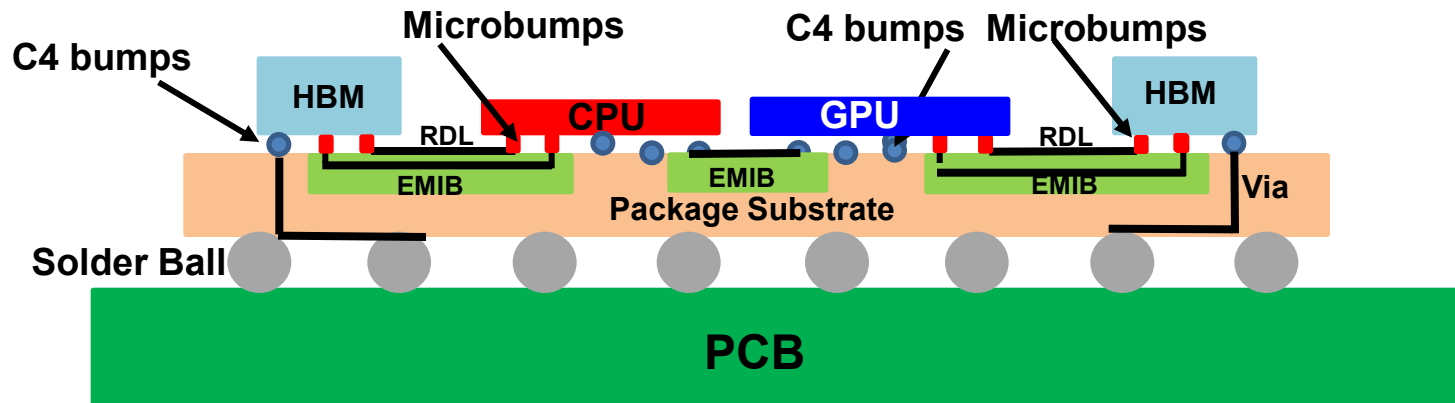 Microbumps
C4 bumps
Microbumps
C4 bumps
HBM
CPU
GPU
HBM
RDL
RDL
EMIB
EMIB
EMIB
Via
Package Substrate
Solder Ball
PCB